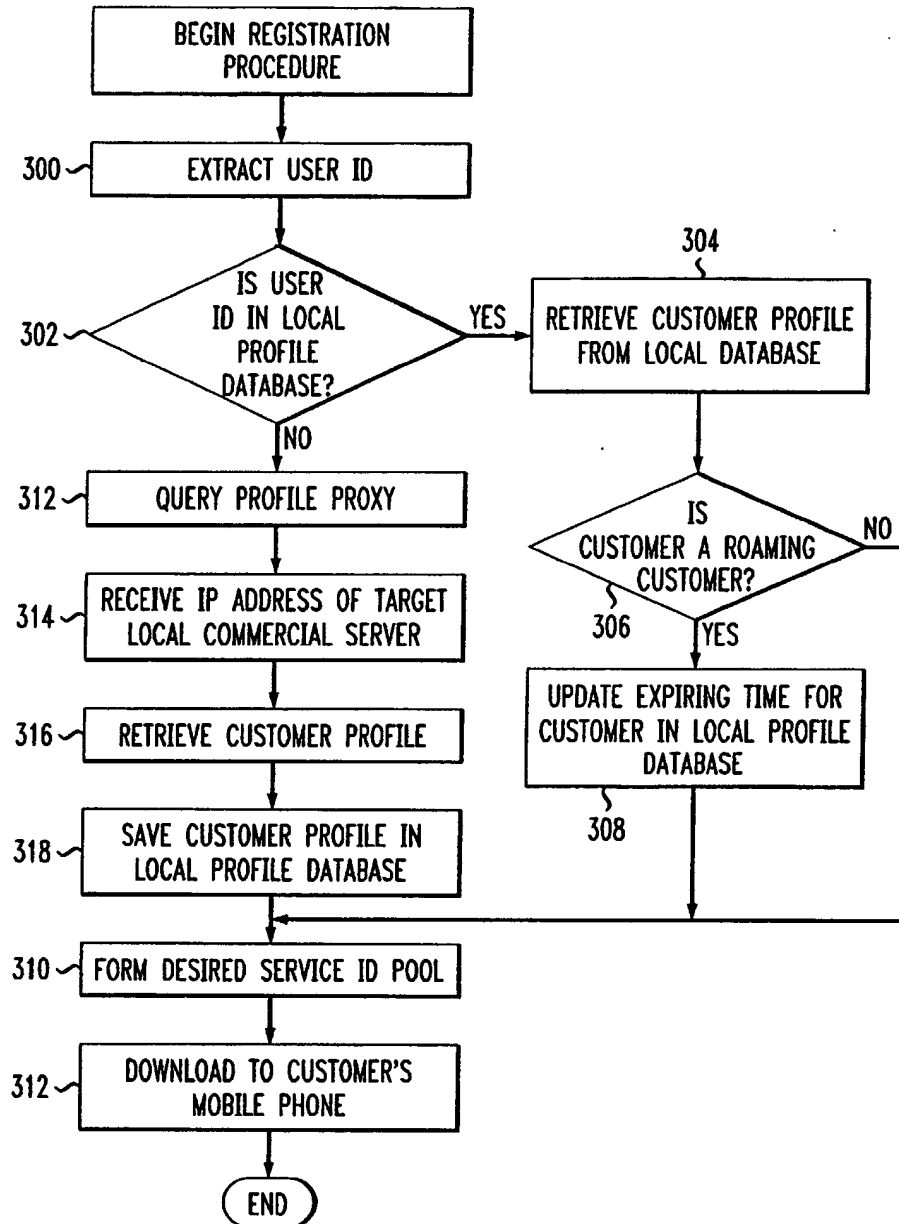 BEGIN REGISTRATION
PROCEDURE
300
EXTRACT USER ID
302
IS USER
ID IN LOCAL
PROFILE
DATABASE?
YES
304
RETRIEVE CUSTOMER PROFILE
FROM LOCAL DATABASE
NO
312
QUERY PROFILE PROXY
IS
CUSTOMER A ROAMING
CUSTOMER?
NO
306
YES
314
RECEIVE IP ADDRESS OF TARGET
LOCAL COMMERCIAL SERVER
UPDATE EXPIRING TIME FOR
CUSTOMER IN LOCAL PROFILE
DATABASE
308
316
RETRIEVE CUSTOMER PROFILE
318
SAVE CUSTOMER PROFILE IN
LOCAL PROFILE DATABASE
310
FORM DESIRED SERVICE ID POOL
312
DOWNLOAD TO CUSTOMER'S
MOBILE PHONE
END